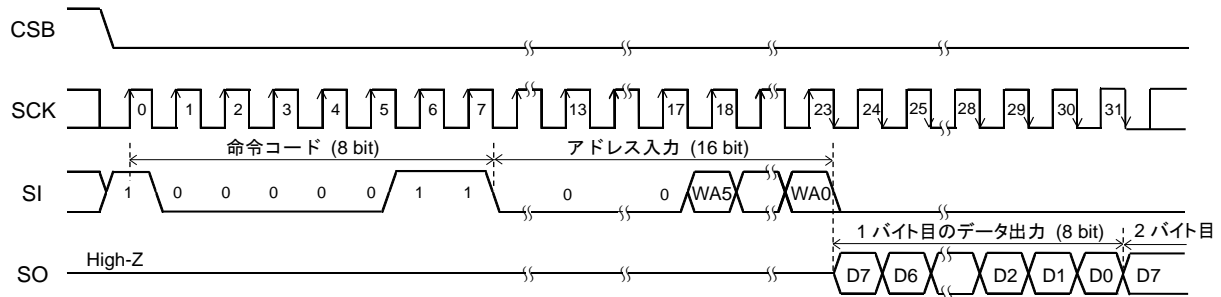 CSB
SCK 0 1 2 3 4 5 6 7 13 17 18 23 24 25 28 29 30 31
命令コード (8 bit) アドレス入力 (16 bit)
SI 1 0 0 0 0 0 1 1 0 0 WA5 WA0
1 バイト目のデータ出力 (8 bit) 2 バイト目
SO High-Z D7 D6 D2 D1 D0 D7